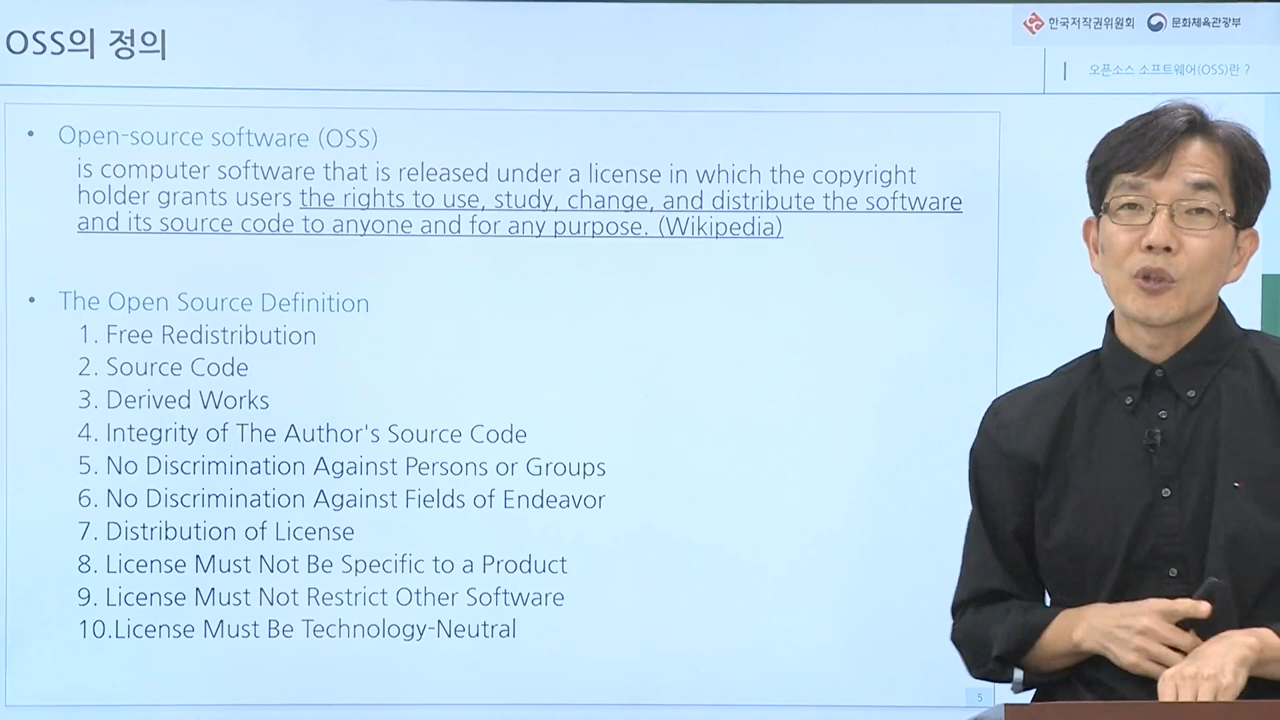 OSS의 정의
한국저작권위원회 문화체육관광부
오픈소스 소프트웨어(OSS)란 ?
• Open-source software (OSS)
is computer software that is released under a license in which the copyright
holder grants users the rights to use, study, change, and distribute the software
and its source code to anyone and for any purpose. (Wikipedia)
• The Open Source Definition
1. Free Redistribution
2. Source Code
3. Derived Works
4. Integrity of The Author's Source Code
5. No Discrimination Against Persons or Groups
6. No Discrimination Against Fields of Endeavor
7. Distribution of License
8. License Must Not Be Specific to a Product
9. License Must Not Restrict Other Software
10.License Must Be Technology-Neutral
5